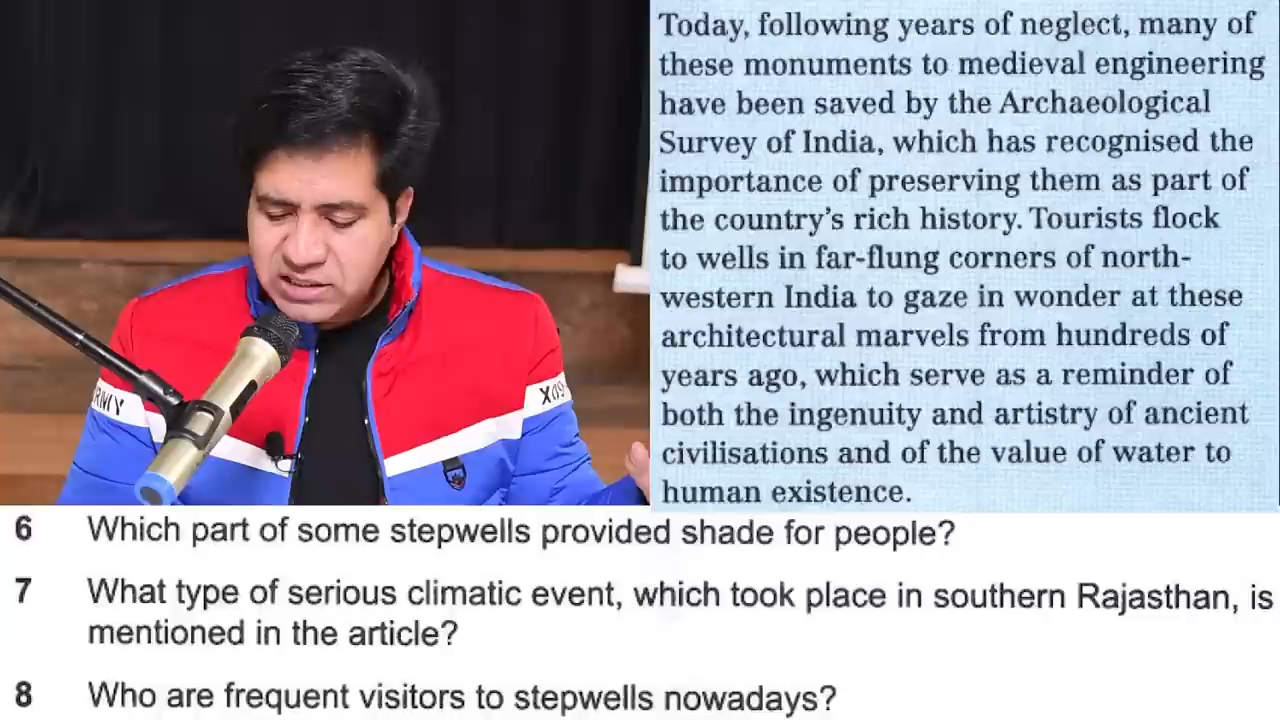 Today, following years of neglect, many of
these monuments to medieval engineering
have been saved by the Archaeological
Survey of India, which has recognised the
importance of preserving them as part of
the country's rich history. Tourists flock
to wells in far-flung corners of north-
western India to gaze in wonder at these
architectural marvels from hundreds of
years ago, which serve as a reminder of
both the ingenuity and artistry of ancient
civilisations and of the value of water to
human existence.
6 Which part of some stepwells provided shade for people?
7 What type of serious climatic event, which took place in southern Rajasthan, is
mentioned in the article?
8 Who are frequent visitors to stepwells nowadays?